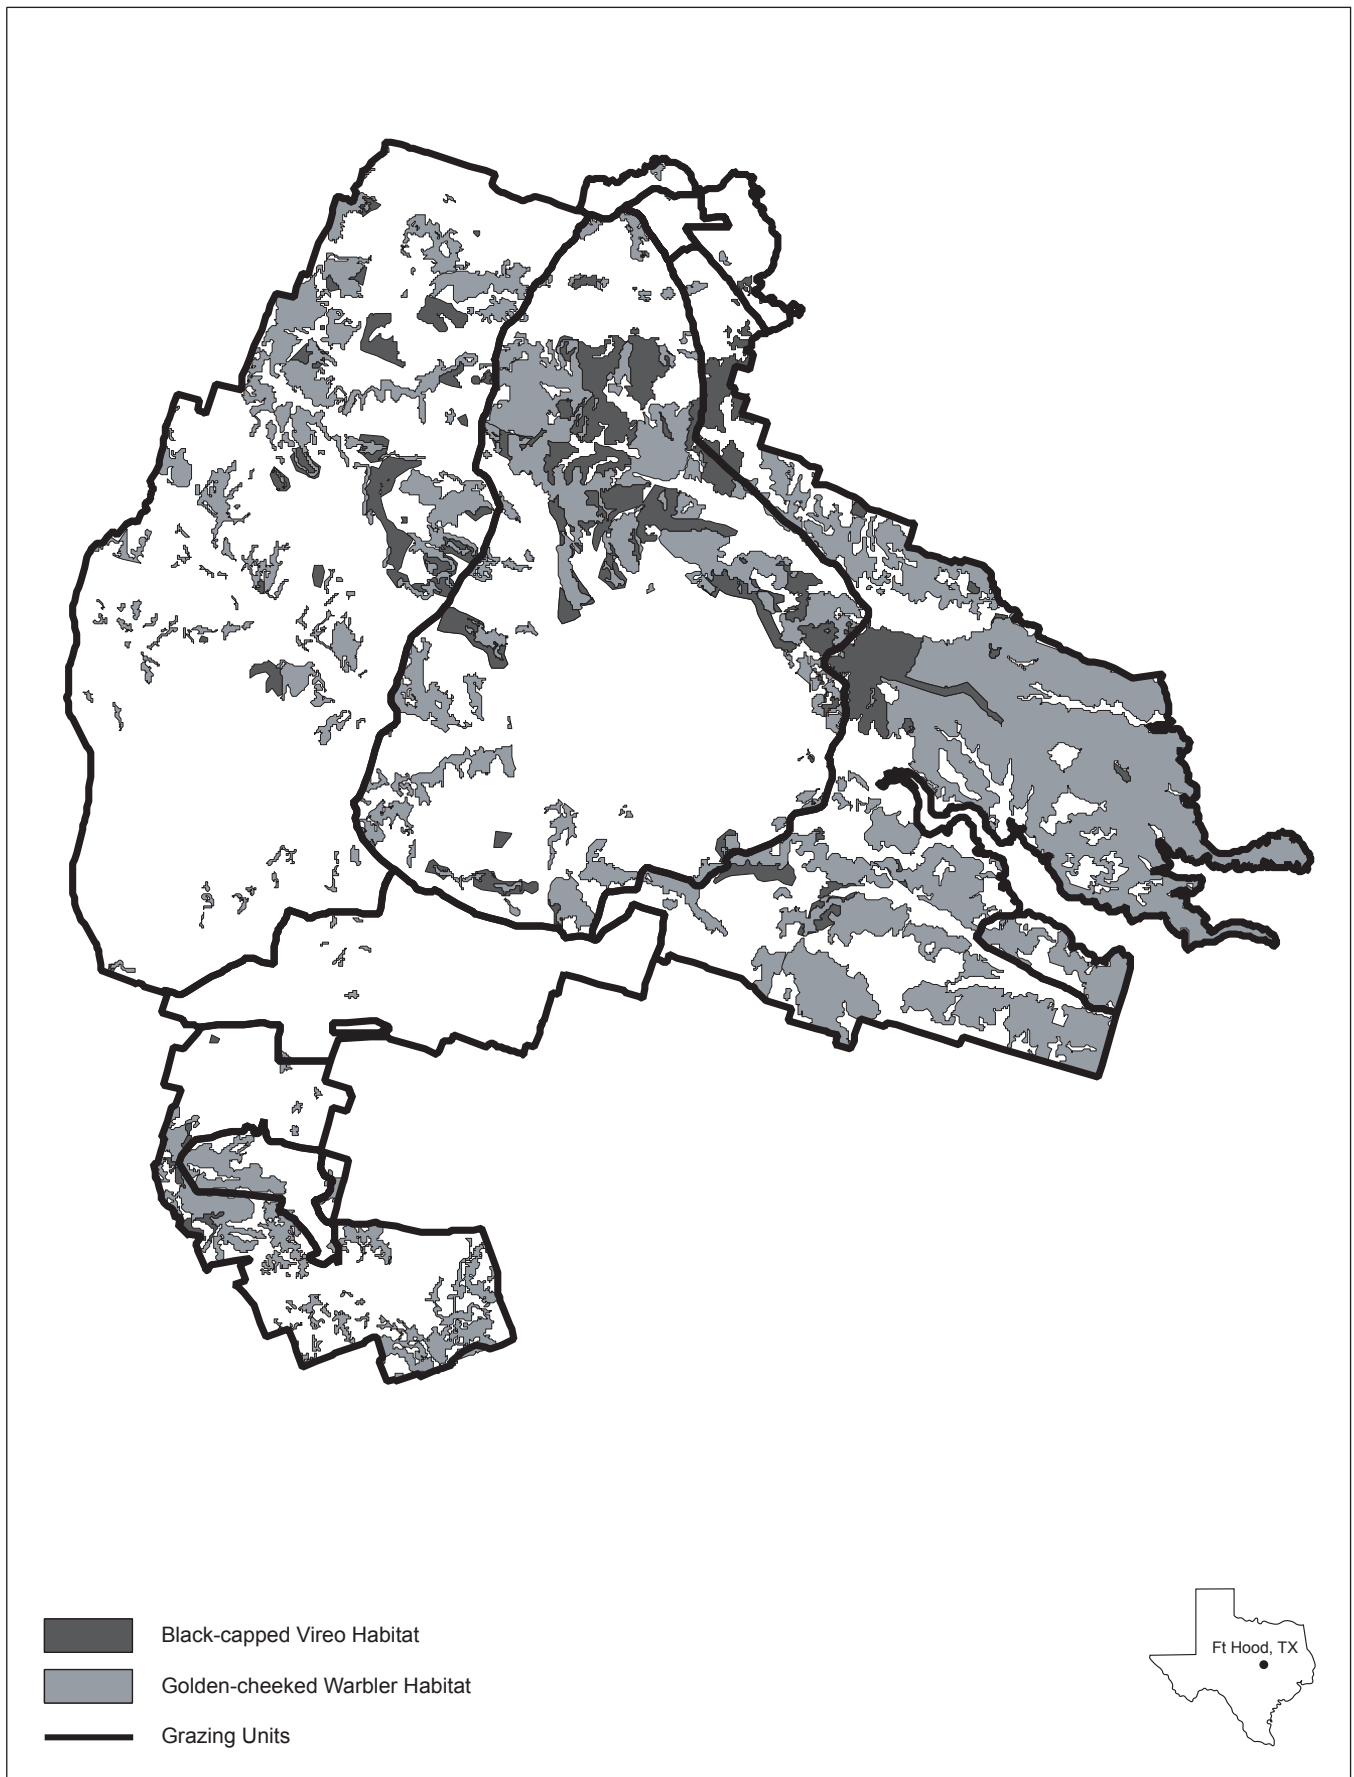 Black-capped Vireo Habitat
Golden-cheeked Warbler Habitat
Grazing Units
Ft Hood, TX